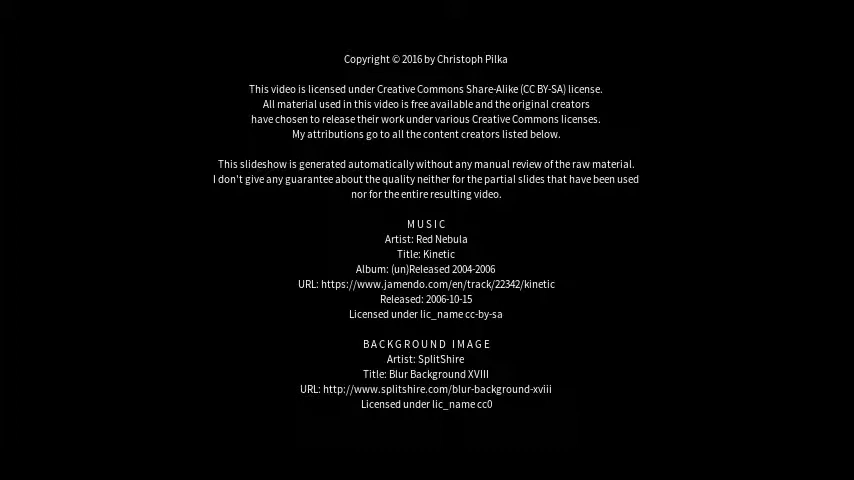 Copyright © 2016 by Christoph Pilka
This video is licensed under Creative Commons Share-Alike (CC BY-SA) license.
All material used in this video is free available and the original creators
have chosen to release their work under various Creative Commons licenses.
My attributions go to all the content creators listed below.
This slideshow is generated automatically without any manual review of the raw material.
I don't give any guarantee about the quality neither for the partial slides that have been used
nor for the entire resulting video.
MUSIC
Artist: Red Nebula
Title: Kinetic
Album: (un)Released 2004-2006
URL: https://www.jamendo.com/en/track/22342/kinetic
Released: 2006-10-15
Licensed under lic_name cc-by-sa
BACKGROUND IMAGE
Artist: SplitShire
Title: Blur Background XVIII
URL: http://www.splitshire.com/blur-background-xviii
Licensed under lic_name cc0